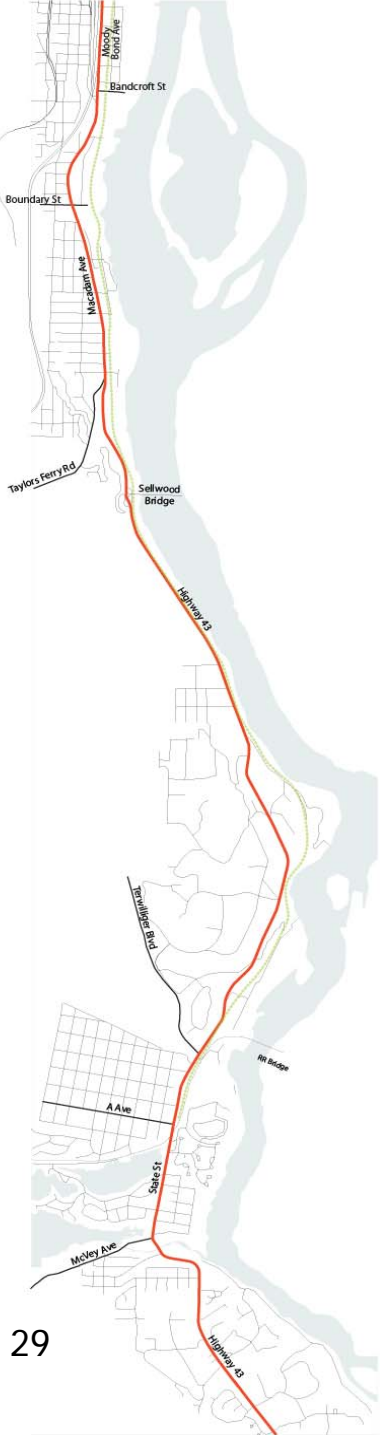 Moody
Bond Ave
Bandcroft St
Boundary St
Macadam Ave
Taylors Ferry Rd
Sellwood
Bridge
Highway 43
Terwilliger Blvd
RR Bridge
A Ave
State St
McVey Ave
29
Highway 43